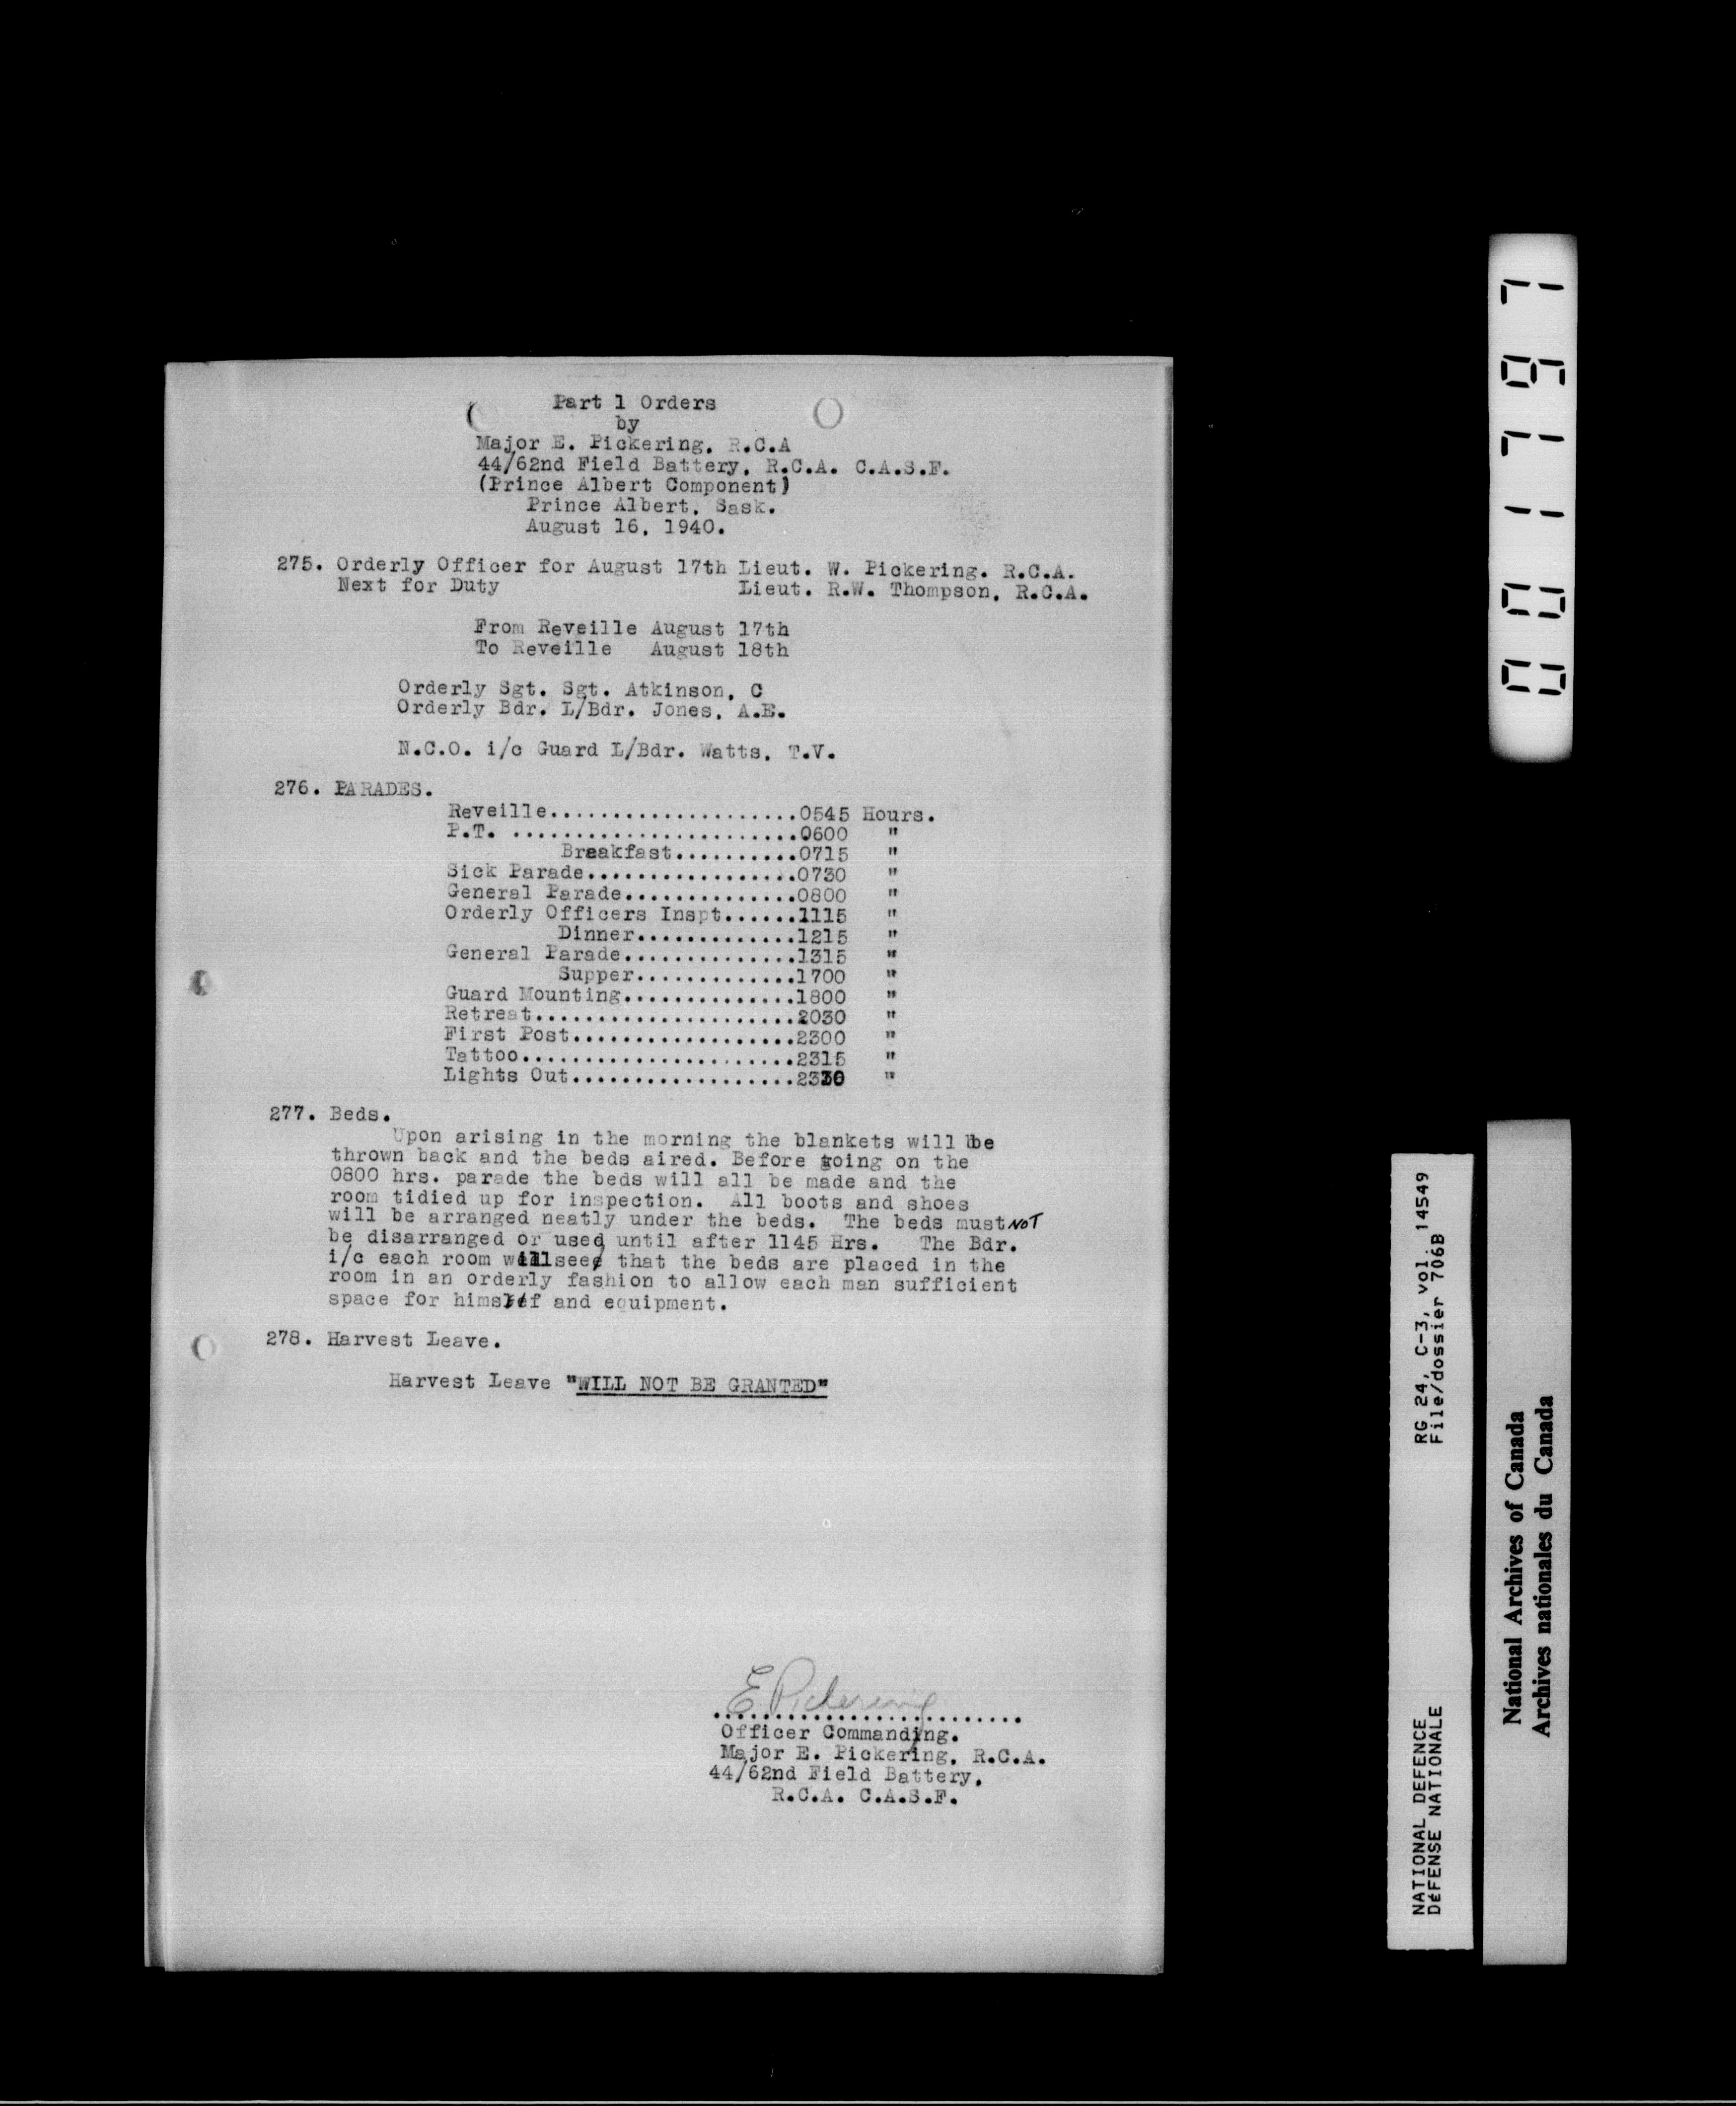 Part 1 Orders
by
Major E. Pickering, R.C.A
44/62nd Field Battery, R.C.A. C.A.S.F.
(Prince Albert Component)
Prince Albert, Sask.
August 16, 1940.
275. Orderly Officer for August 17th Lieut. W. Pickering. R.C.A.
Next for Duty Lieut. R.W. Thompson, R.C.A.
From Reveille August 17th
To Reveille August 18th
Orderly Sgt. Sgt. Atkinson, C
Orderly Bdr. L/Bdr. Jones, A.E.
N.C.O. i/c Guard L/Bdr. Watts, T.V.
276. PARADES.
Reveille....................0545 Hours.
P.T. .......................0600 "
Breakfast..........0715 "
Sick Parade.................0730 "
General Parade..............0800 "
Orderly Officers Inspt......1115 "
Dinner.............1215 "
General Parade..............1315 "
Supper.............1700 "
Guard Mounting..............1800 "
Retreat.....................2030 "
First Post..................2300 "
Tattoo......................2315 "
Lights Out..................2330 "
277. Beds.
Upon arising in the morning the blankets will be
thrown back and the beds aired. Before going on the
0800 hrs. parade the beds will all be made and the
room tidied up for inspection. All boots and shoes
will be arranged neatly under the beds. The beds must NOT
be disarranged or used until after 1145 Hrs. The Bdr.
i/c each room will see that the beds are placed in the
room in an orderly fashion to allow each man sufficient
space for himself and equipment.
278. Harvest Leave.
Harvest Leave "WILL NOT BE GRANTED"
E. Pickering
.........................
Officer Commanding.
Major E. Pickering, R.C.A.
44/62nd Field Battery,
R.C.A. C.A.S.F.
001197
NATIONAL DEFENCE RG 24, C-3, vol. 14549
DéFENSE NATIONALE File/dossier 706B
National Archives of Canada
Archives nationales du Canada